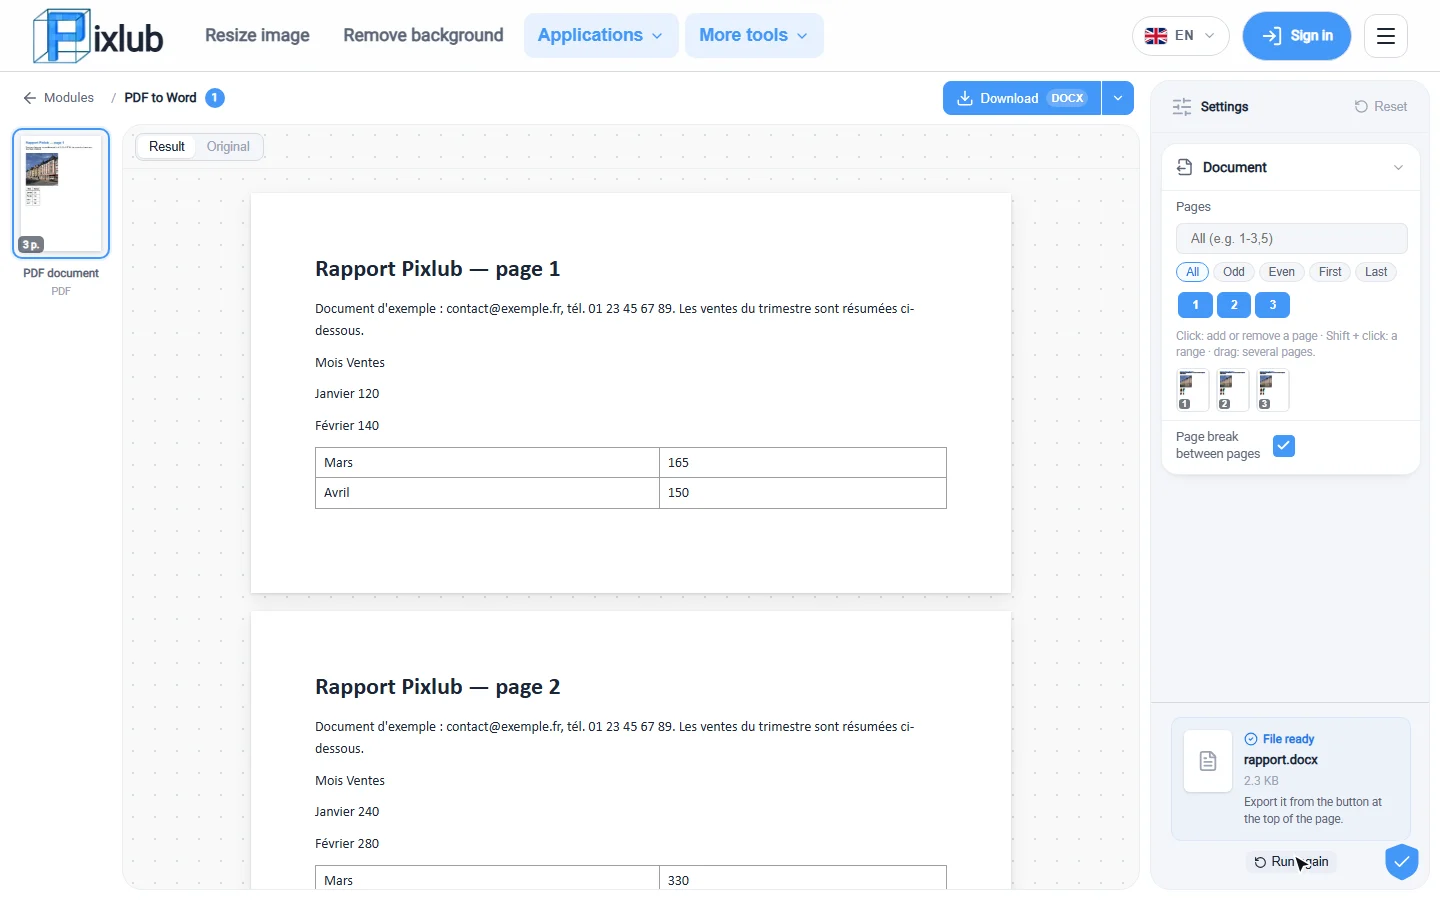 Pixlub
Resize image
Remove background
Applications
More tools
EN
Sign in
Modules / PDF to Word 1
Download DOCX
Settings
Reset
3 p.
PDF document
PDF
Result
Original
Rapport Pixlub — page 1
Document d'exemple : contact@exemple.fr, tél. 01 23 45 67 89. Les ventes du trimestre sont résumées ci-
dessous.
Mois Ventes
Janvier 120
Février 140
Mars 165
Avril 150
Rapport Pixlub — page 2
Document d'exemple : contact@exemple.fr, tél. 01 23 45 67 89. Les ventes du trimestre sont résumées ci-
dessous.
Mois Ventes
Janvier 240
Février 280
Mars 330
Document
Pages
All (e.g. 1-3,5)
All Odd Even First Last
1 2 3
Click: add or remove a page · Shift + click: a
range · drag: several pages.
1 2 3
Page break
between pages
File ready
rapport.docx
2.3 KB
Export it from the button at
the top of the page.
Run again